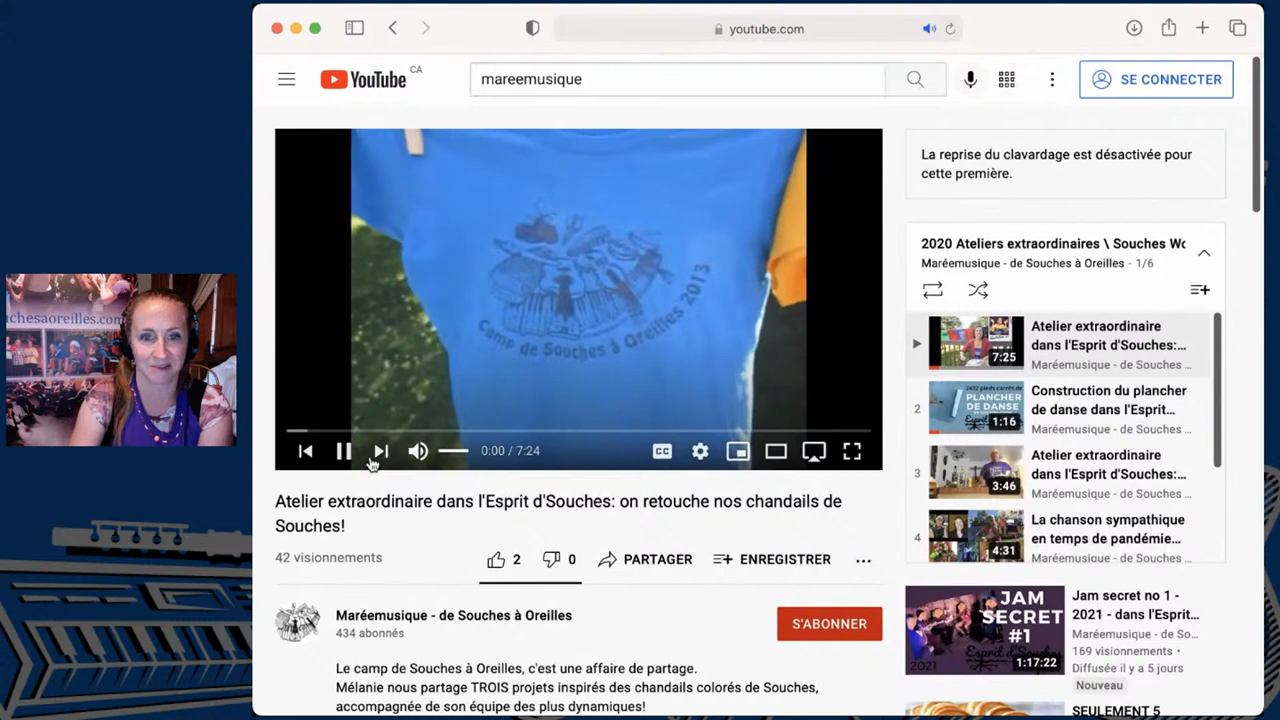 youtube.com
YouTube CA
mareemusique
SE CONNECTER
Camp de Souches à Oreilles 2013
0:00 / 7:24
CC
Atelier extraordinaire dans l'Esprit d'Souches: on retouche nos chandails de
Souches!
42 visionnements
2
0
PARTAGER
ENREGISTRER
Maréemusique - de Souches à Oreilles
434 abonnés
S'ABONNER
Le camp de Souches à Oreilles, c'est une affaire de partage.
Mélanie nous partage TROIS projets inspirés des chandails colorés de Souches,
accompagnée de son équipe des plus dynamiques!
La reprise du clavardage est désactivée pour
cette première.
2020 Ateliers extraordinaires \ Souches Wo
Maréemusique - de Souches à Oreilles - 1/6
7:25
Atelier extraordinaire
dans l'Esprit d'Souches:...
Maréemusique - de Souches ...
2
2432 pieds carrés de
PLANCHER
DE DANSE
1:16
Construction du plancher
de danse dans l'Esprit...
Maréemusique - de Souches ...
3
3:46
Atelier extraordinaire
dans l'Esprit d'Souches:...
Maréemusique - de Souches ...
4
4:31
La chanson sympathique
en temps de pandémie...
Maréemusique - de Souches ...
JAM
SECRET
#1
Esprit d'Souches
2021
1:17:22
Jam secret no 1 -
2021 - dans l'Esprit...
Maréemusique - de So...
169 visionnements •
Diffusée il y a 5 jours
Nouveau
SEULEMENT 5
uchesaoreilles.com